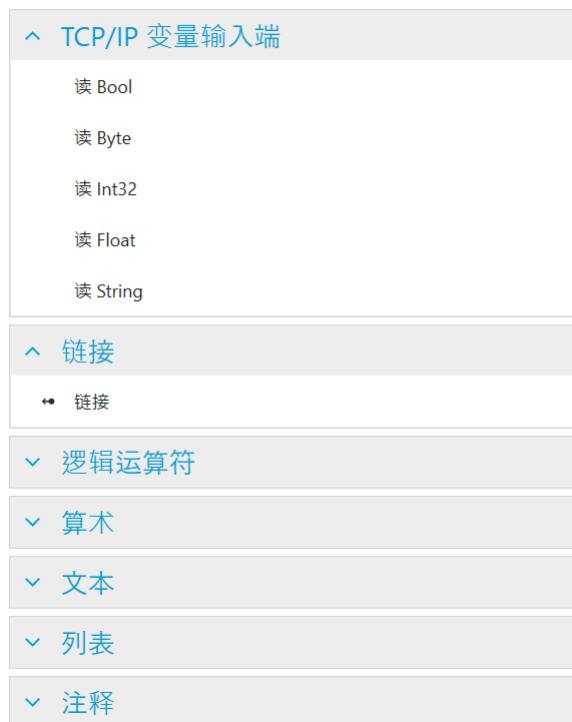 TCP/IP 变量输入端
读 Bool
读 Byte
读 Int32
读 Float
读 String
链接
链接
逻辑运算符
算术
文本
列表
注释